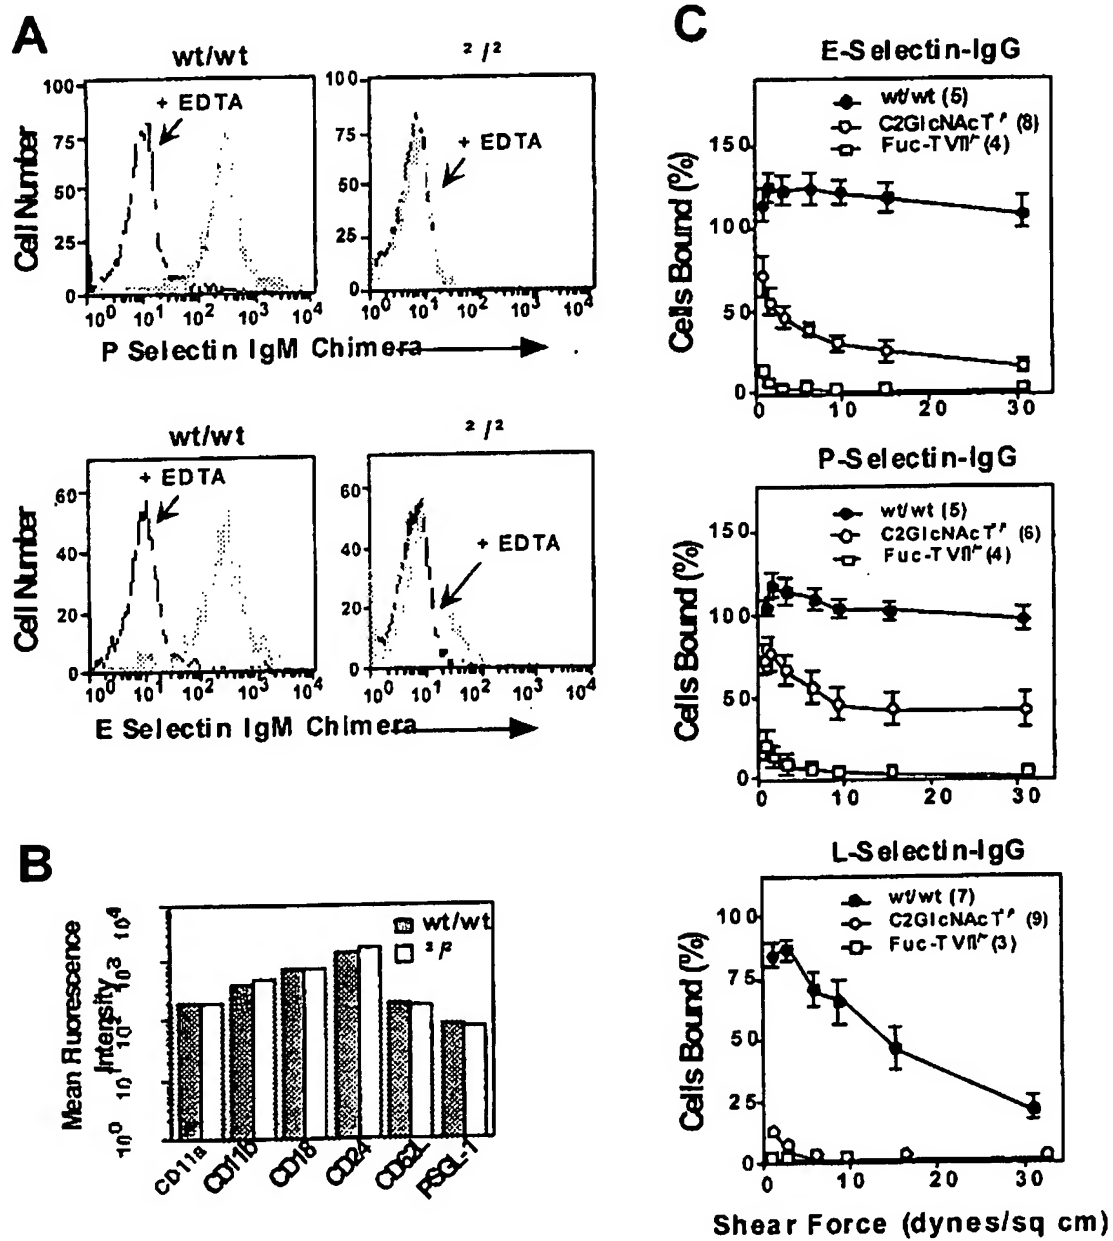 A
wt/wt
² /²
100
75
50
25
0
Cell Number
+ EDTA
10⁰ 10¹ 10² 10³ 10⁴
100
75
50
25
0
+ EDTA
10⁰ 10¹ 10² 10³ 10⁴
P Selectin IgM Chimera
wt/wt
² /²
60
40
20
0
Cell Number
+ EDTA
10⁰ 10¹ 10² 10³ 10⁴
60
40
20
0
+ EDTA
10⁰ 10¹ 10² 10³ 10⁴
E Selectin IgM Chimera
B
Mean Fluorescence
Intensity
10⁴
10³
10²
10¹
10⁰
wt/wt
²/²
CD11a
CD11b
CD18
CD24
CD62L
PSGL-1
C
E-Selectin-IgG
wt/wt (5)
C2GlcNAcT⁻/⁻ (8)
Fuc-TVII⁻/⁻ (4)
Cells Bound (%)
150
100
50
0
0 10 20 30
P-Selectin-IgG
wt/wt (5)
C2GlcNAcT⁻/⁻ (6)
Fuc-TVII⁻/⁻ (4)
Cells Bound (%)
150
100
50
0
0 10 20 30
L-Selectin-IgG
wt/wt (7)
C2GlcNAcT⁻/⁻ (9)
Fuc-TVII⁻/⁻ (3)
Cells Bound (%)
100
75
50
25
0
0 10 20 30
Shear Force (dynes/sq cm)